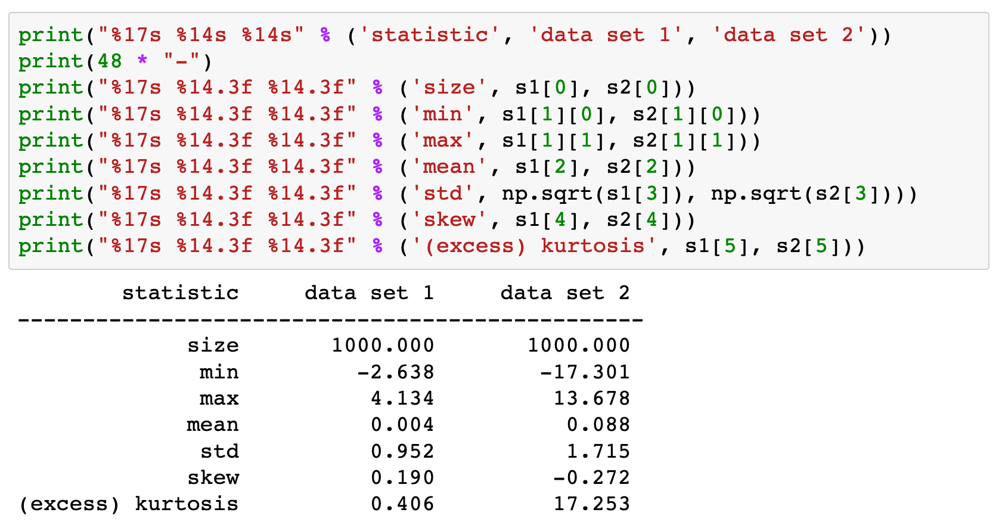 print("%17s %14s %14s" % ('statistic', 'data set 1', 'data set 2'))
print(48 * "-")
print("%17s %14.3f %14.3f" % ('size', s1[0], s2[0]))
print("%17s %14.3f %14.3f" % ('min', s1[1][0], s2[1][0]))
print("%17s %14.3f %14.3f" % ('max', s1[1][1], s2[1][1]))
print("%17s %14.3f %14.3f" % ('mean', s1[2], s2[2]))
print("%17s %14.3f %14.3f" % ('std', np.sqrt(s1[3]), np.sqrt(s2[3])))
print("%17s %14.3f %14.3f" % ('skew', s1[4], s2[4]))
print("%17s %14.3f %14.3f" % ('(excess) kurtosis', s1[5], s2[5]))
        statistic     data set 1     data set 2
------------------------------------------------
             size       1000.000       1000.000
              min         -2.638        -17.301
              max          4.134         13.678
             mean          0.004          0.088
              std          0.952          1.715
             skew          0.190         -0.272
(excess) kurtosis          0.406         17.253